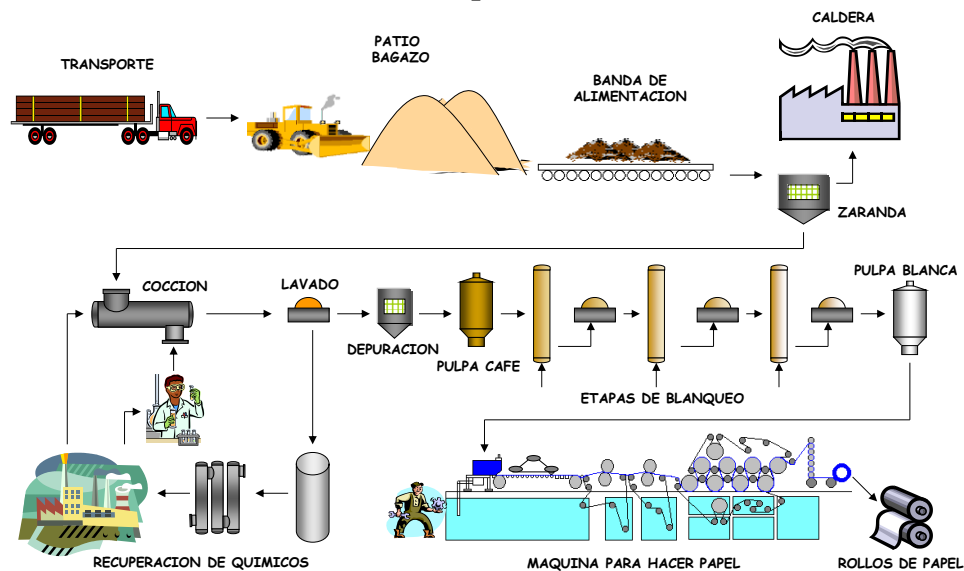 TRANSPORTE
PATIO
BAGAZO
BANDA DE
ALIMENTACION
CALDERA
ZARANDA
COCCION
LAVADO
DEPURACION
PULPA CAFE
ETAPAS DE BLANQUEO
PULPA BLANCA
RECUPERACION DE QUIMICOS
MAQUINA PARA HACER PAPEL
ROLLOS DE PAPEL